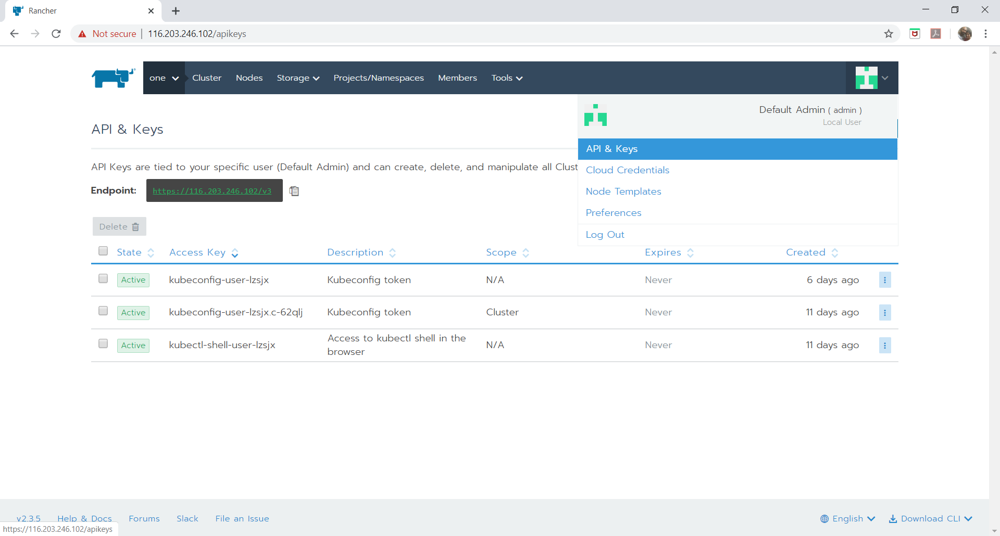 Rancher
Not secure 116.203.246.102/apikeys
one Cluster Nodes Storage Projects/Namespaces Members Tools
Default Admin ( admin )
Local User
API & Keys
API & Keys
Cloud Credentials
Node Templates
Preferences
Log Out
API Keys are tied to your specific user (Default Admin) and can create, delete, and manipulate all Clust
Endpoint: https://116.203.246.102/v3
Delete
State Access Key Description Scope Expires Created
Active kubeconfig-user-lzsjx Kubeconfig token N/A Never 6 days ago
Active kubeconfig-user-lzsjx.c-62qlj Kubeconfig token Cluster Never 11 days ago
Active kubectl-shell-user-lzsjx Access to kubectl shell in the browser N/A Never 11 days ago
v2.3.5 Help & Docs Forums Slack File an Issue English Download CLI
https://116.203.246.102/apikeys